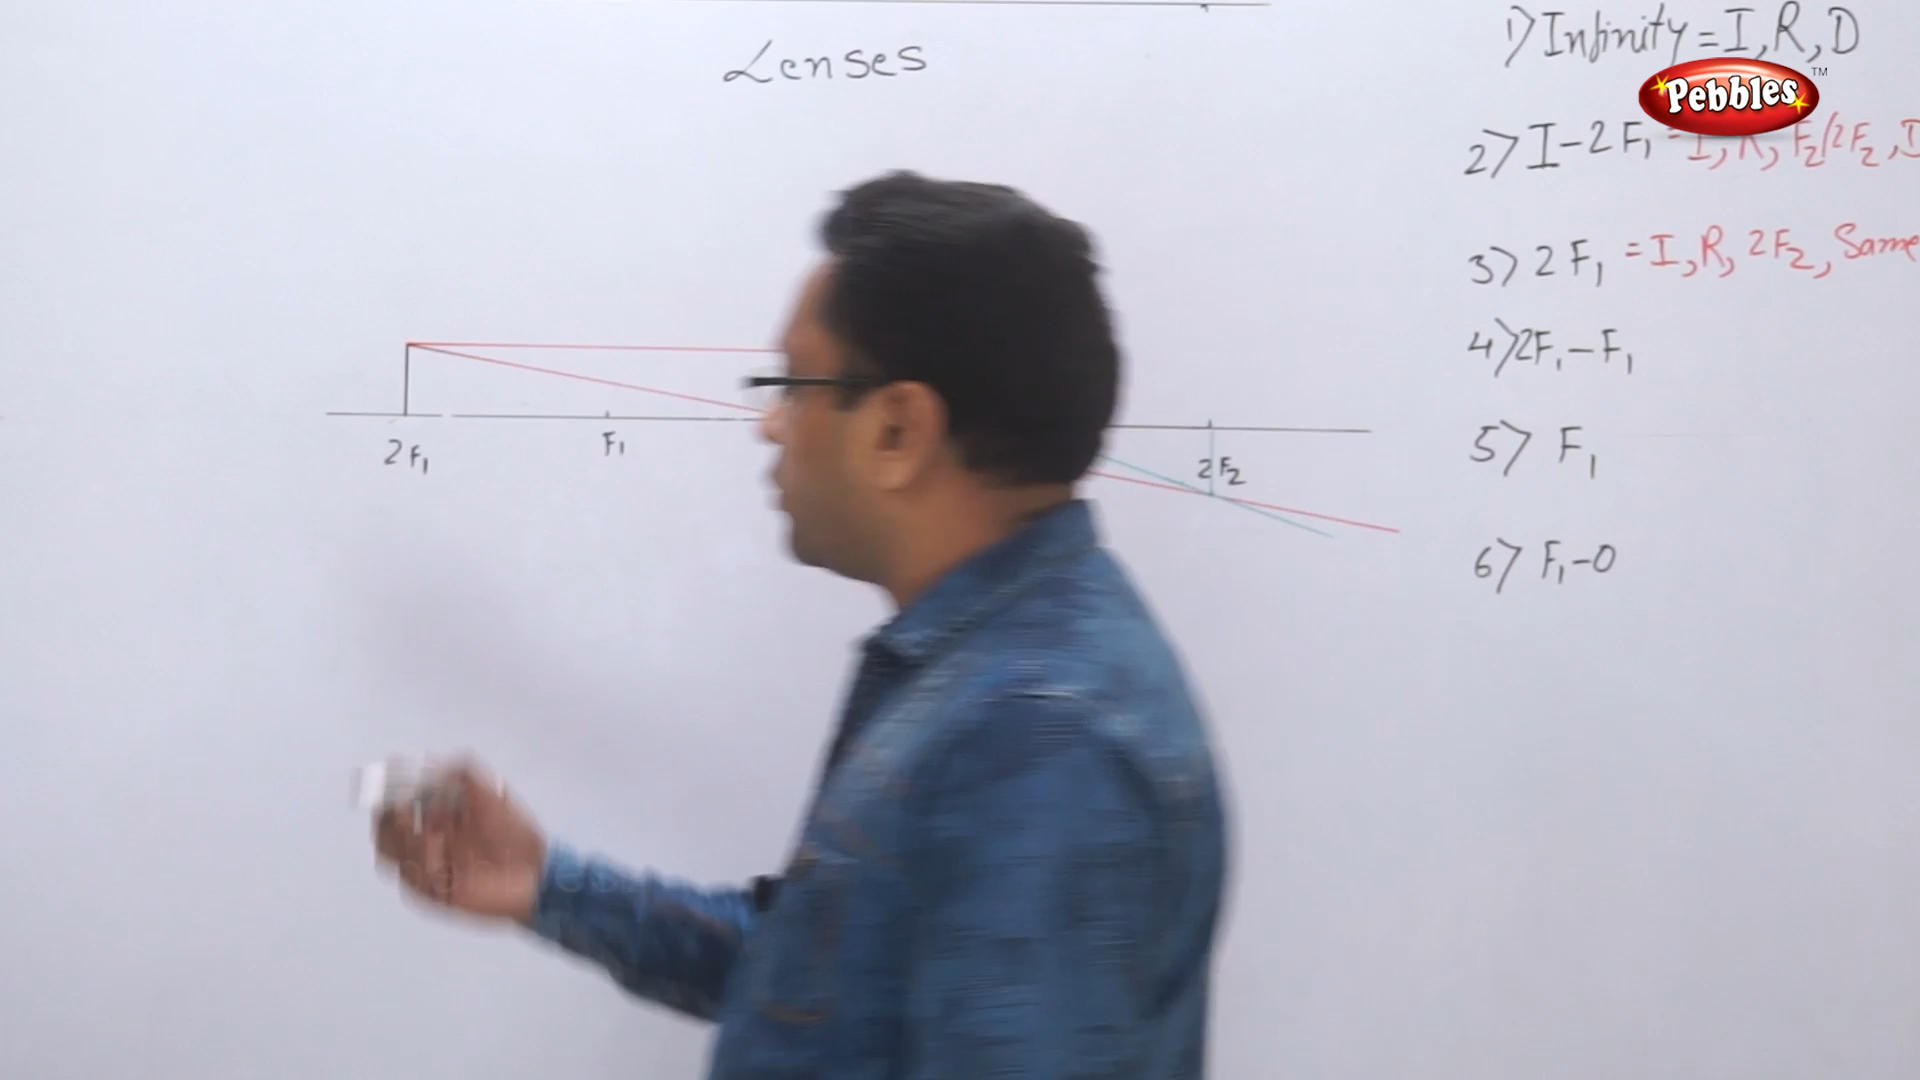 Lenses
1> Infinity = I, R, D
Pebbles TM
2> I-2F₁ = I, R, F₂/2F₂, D
3> 2F₁ = I, R, 2F₂, Same
4> 2F₁ - F₁
5> F₁
6> F₁-0
2F₁ F₁ 2F₂